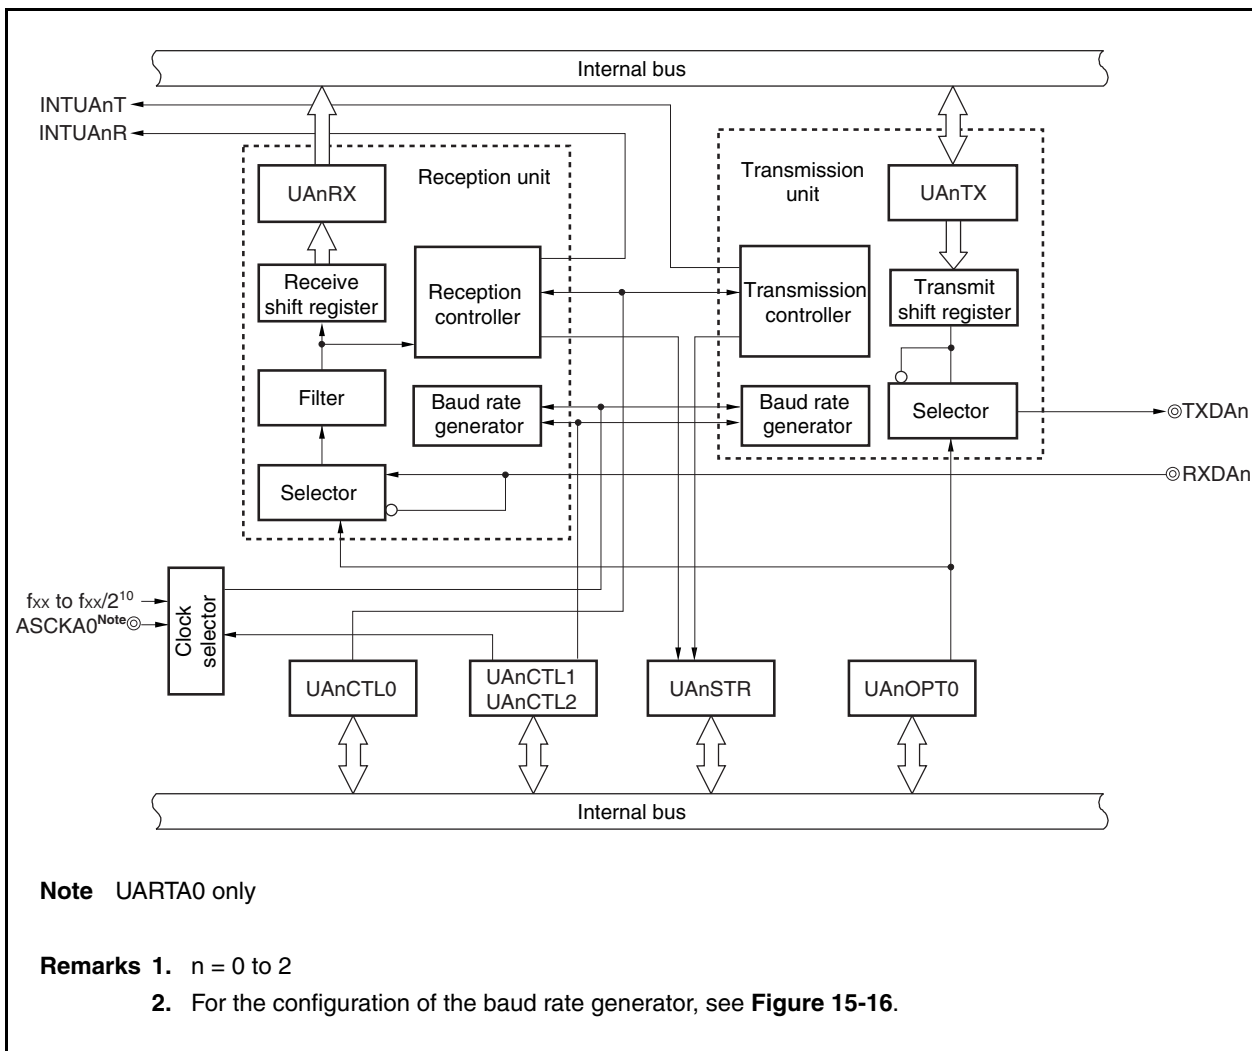 Internal bus
INTUAnT
INTUAnR
Reception unit
UAnRX
Receive
shift register
Reception
controller
Filter
Baud rate
generator
Selector
Transmission
unit
UAnTX
Transmission
controller
Transmit
shift register
Baud rate
generator
Selector
TXDAn
RXDAn
fxx to fxx/2¹⁰
ASCKA0Note
Clock
selector
UAnCTL0
UAnCTL1
UAnCTL2
UAnSTR
UAnOPT0
Internal bus
Note UARTA0 only
Remarks 1. n = 0 to 2
2. For the configuration of the baud rate generator, see Figure 15-16.